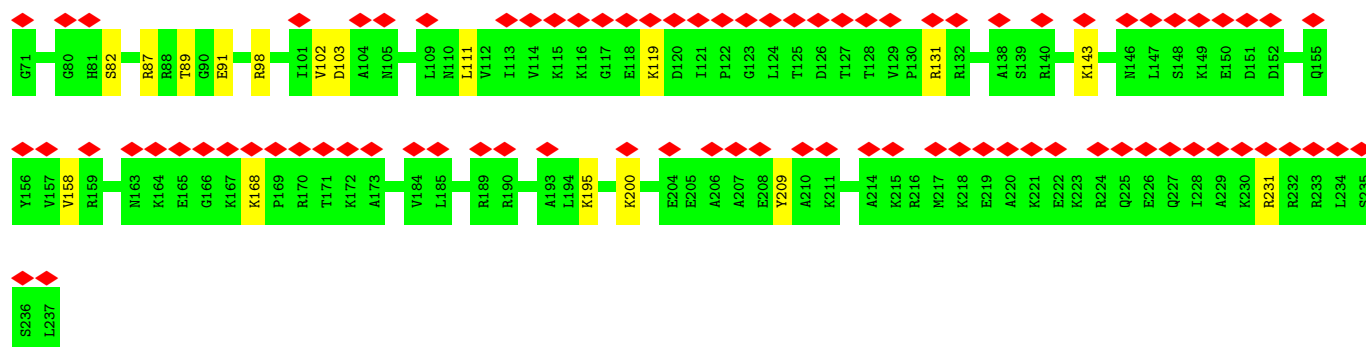 G71 G80 H81 S82 R87 R88 T89 G90 E91 R98 I101 V102 D103 A104 N105 L109 N110 L111 V112 I113 V114 K115 K116 G117 E118 K119 D120 I121 P122 G123 L124 T125 D126 T127 T128 V129 P130 R131 R132 A138 S139 R140 K143 N146 L147 S148 K149 E150 D151 D152 Q155
Y156 V157 V158 R159 N163 K164 E165 G166 K167 K168 P169 R170 T171 K172 A173 V184 L185 R189 R190 A193 L194 K195 K200 E204 E205 A206 A207 E208 Y209 A210 K211 A214 K215 R216 M217 K218 E219 A220 K221 E222 K223 R224 Q225 E226 Q227 I228 A229 K230 R231 R232 R233 L234 S235
S236 L237